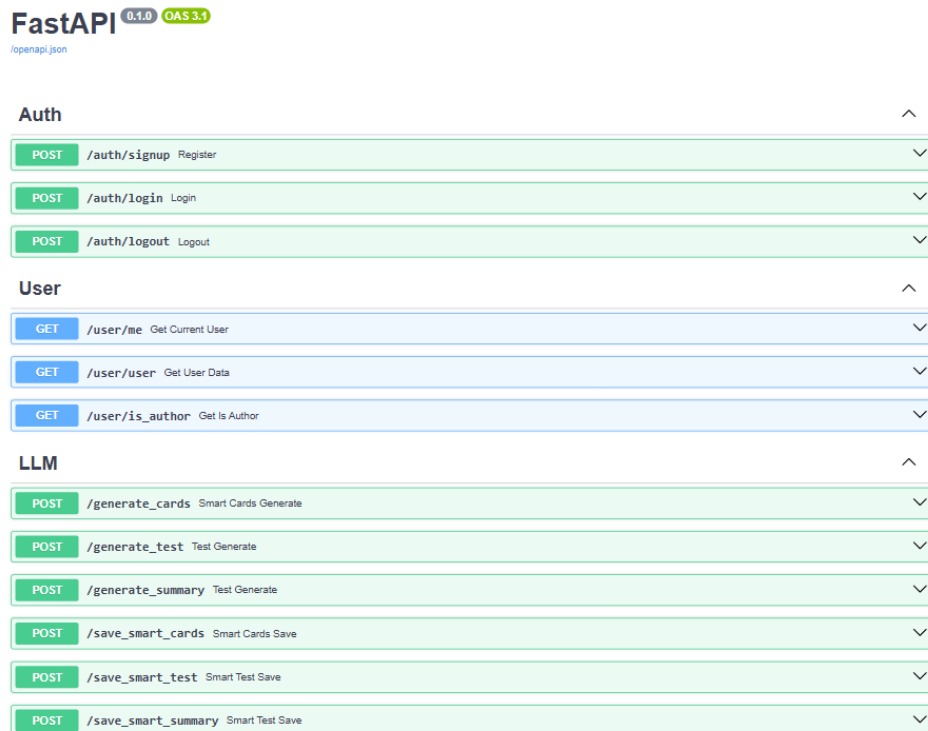 FastAPI 0.1.0 OAS 3.1
/openapi.json
Auth
POST /auth/signup Register
POST /auth/login Login
POST /auth/logout Logout
User
GET /user/me Get Current User
GET /user/user Get User Data
GET /user/is_author Get Is Author
LLM
POST /generate_cards Smart Cards Generate
POST /generate_test Test Generate
POST /generate_summary Test Generate
POST /save_smart_cards Smart Cards Save
POST /save_smart_test Smart Test Save
POST /save_smart_summary Smart Test Save